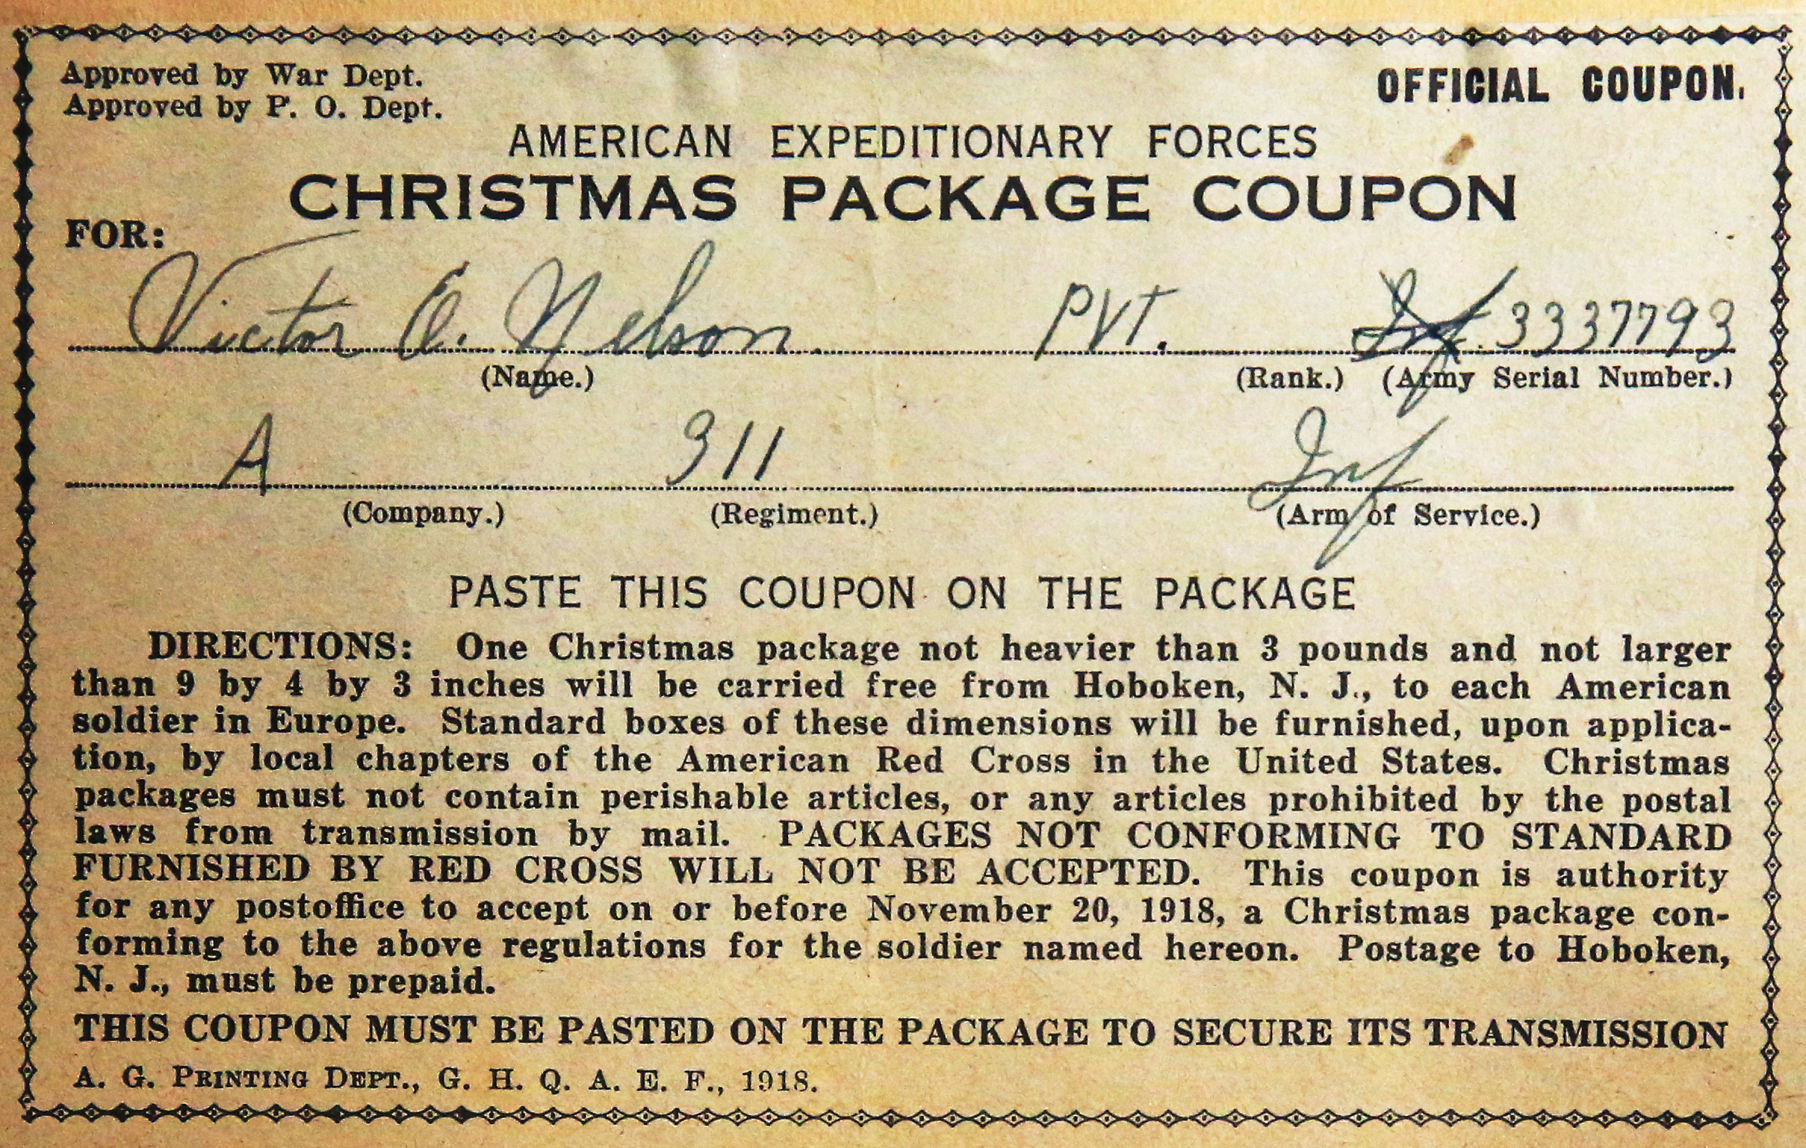 Approved by War Dept.
OFFICIAL COUPON.
Approved by P. O. Dept.
AMERICAN EXPEDITIONARY FORCES
CHRISTMAS PACKAGE COUPON
FOR:
Victor E. Nelson. PVT. Inf. 3337793
(Name.) (Rank.) (Army Serial Number.)
A 311 Inf
(Company.) (Regiment.) (Arm of Service.)
PASTE THIS COUPON ON THE PACKAGE
DIRECTIONS: One Christmas package not heavier than 3 pounds and not larger
than 9 by 4 by 3 inches will be carried free from Hoboken, N. J., to each American
soldier in Europe. Standard boxes of these dimensions will be furnished, upon applica-
tion, by local chapters of the American Red Cross in the United States. Christmas
packages must not contain perishable articles, or any articles prohibited by the postal
laws from transmission by mail. PACKAGES NOT CONFORMING TO STANDARD
FURNISHED BY RED CROSS WILL NOT BE ACCEPTED. This coupon is authority
for any postoffice to accept on or before November 20, 1918, a Christmas package con-
forming to the above regulations for the soldier named hereon. Postage to Hoboken,
N. J., must be prepaid.
THIS COUPON MUST BE PASTED ON THE PACKAGE TO SECURE ITS TRANSMISSION
A. G. PRINTING DEPT., G. H. Q. A. E. F., 1918.